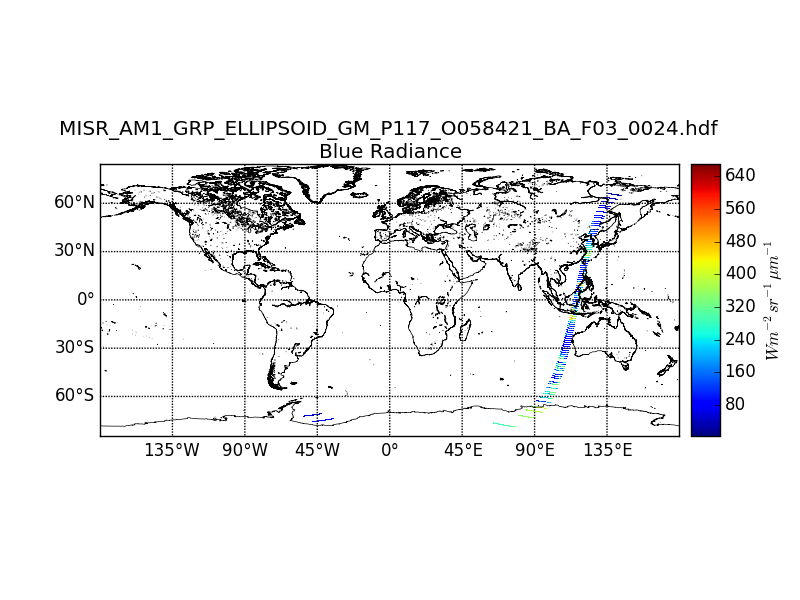 MISR_AM1_GRP_ELLIPSOID_GM_P117_O058421_BA_F03_0024.hdf
Blue Radiance
60°N
30°N
0°
30°S
60°S
135°W 90°W 45°W 0° 45°E 90°E 135°E
640
560
480
400
320
240
160
80
Wm⁻² sr⁻¹ μm⁻¹